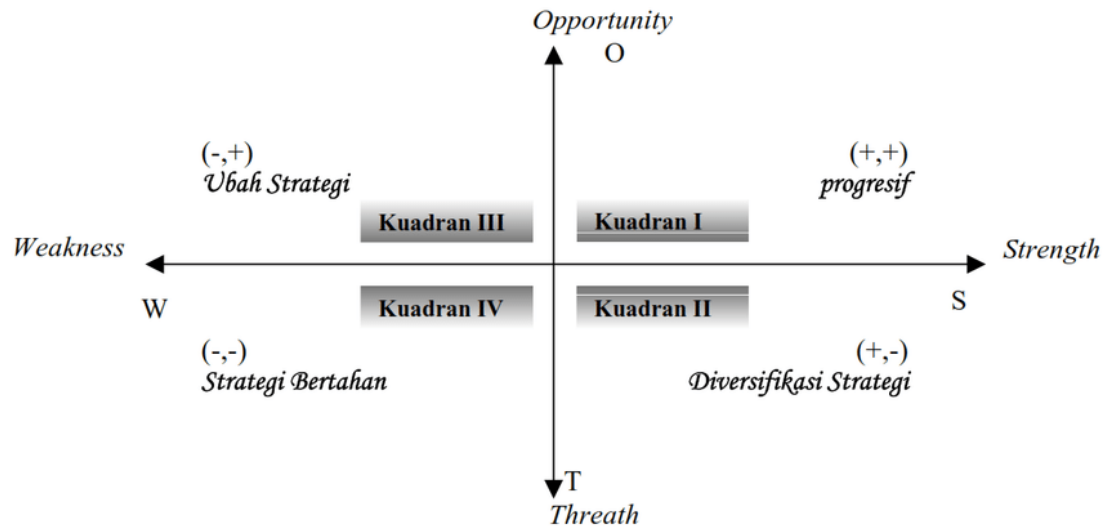 Opportunity
O
(-,+)
Ubah Strategi
(+,+)
progresif
Kuadran III
Kuadran I
Weakness
Strength
W
Kuadran IV
Kuadran II
S
(-,-)
Strategi Bertahan
(+,-)
Diversifikasi Strategi
T
Threath